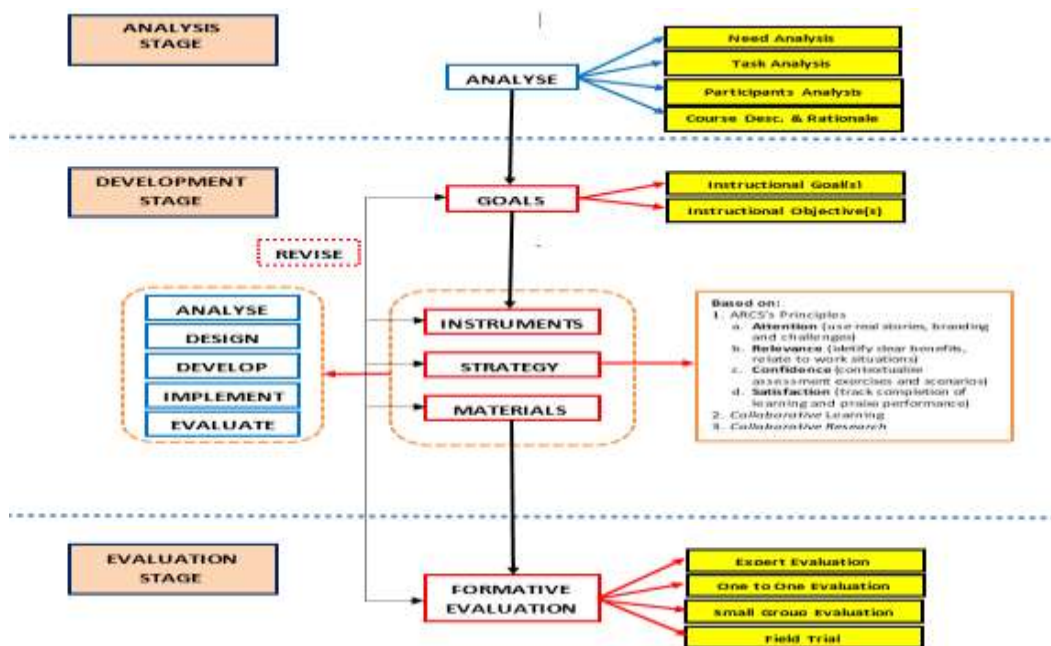 ANALYSIS
STAGE
ANALYSE
Need Analysis
Task Analysis
Participants Analysis
Course Desc. & Rationale
DEVELOPMENT
STAGE
GOALS
Instructional Goal(s)
Instructional Objective(s)
REVISE
ANALYSE
DESIGN
DEVELOP
IMPLEMENT
EVALUATE
INSTRUMENTS
STRATEGY
MATERIALS
Based on:
1. ARCS's Principles
a. Attention (use real stories, branding
and challenges)
b. Relevance (identify clear benefits,
relate to work situations)
c. Confidence (contextualise
assessment exercises and scenarios)
d. Satisfaction (track completion of
learning and praise performance)
2. Collaborative Learning
3. Collaborative Research
EVALUATION
STAGE
FORMATIVE
EVALUATION
Expert Evaluation
One to One Evaluation
Small Group Evaluation
Field Trial